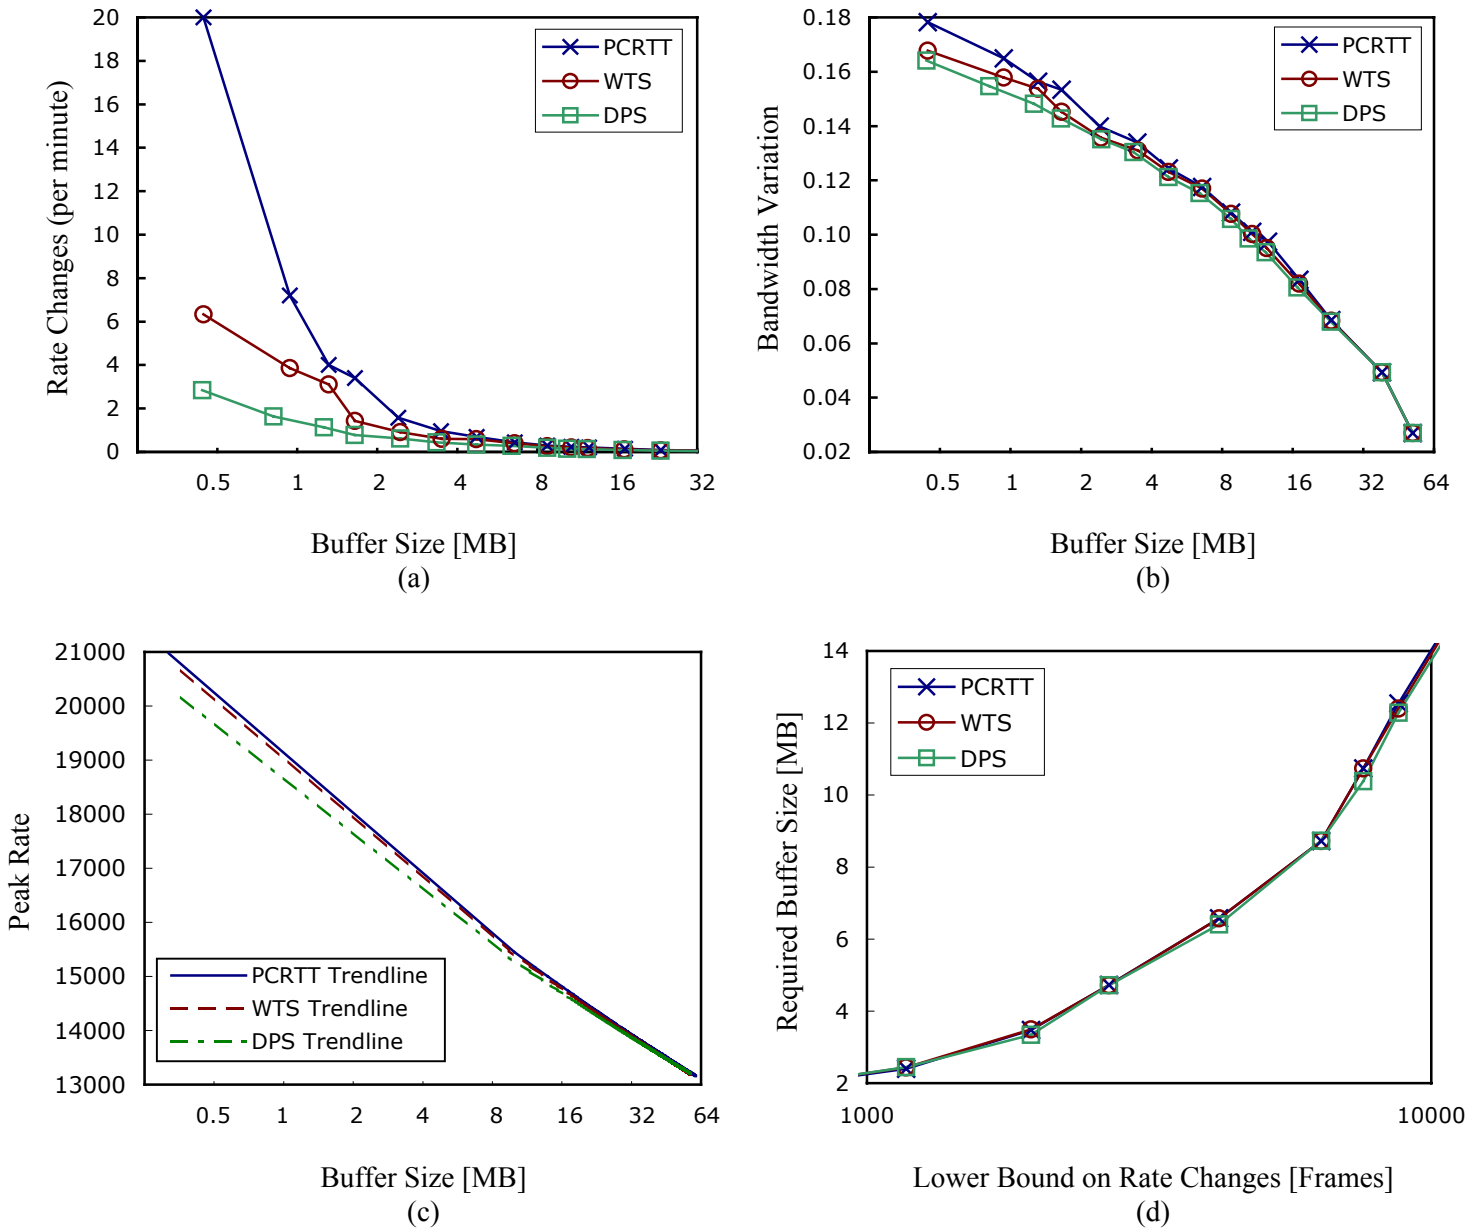 20
18
16
14
12
10
8
6
4
2
0
Rate Changes (per minute)
PCRTT
WTS
DPS
0.5 1 2 4 8 16 32
Buffer Size [MB]
(a)
0.18
0.16
0.14
0.12
0.10
0.08
0.06
0.04
0.02
Bandwidth Variation
PCRTT
WTS
DPS
0.5 1 2 4 8 16 32 64
Buffer Size [MB]
(b)
21000
20000
19000
18000
17000
16000
15000
14000
13000
Peak Rate
PCRTT Trendline
WTS Trendline
DPS Trendline
0.5 1 2 4 8 16 32 64
Buffer Size [MB]
(c)
14
12
10
8
6
4
2
Required Buffer Size [MB]
PCRTT
WTS
DPS
1000 10000
Lower Bound on Rate Changes [Frames]
(d)